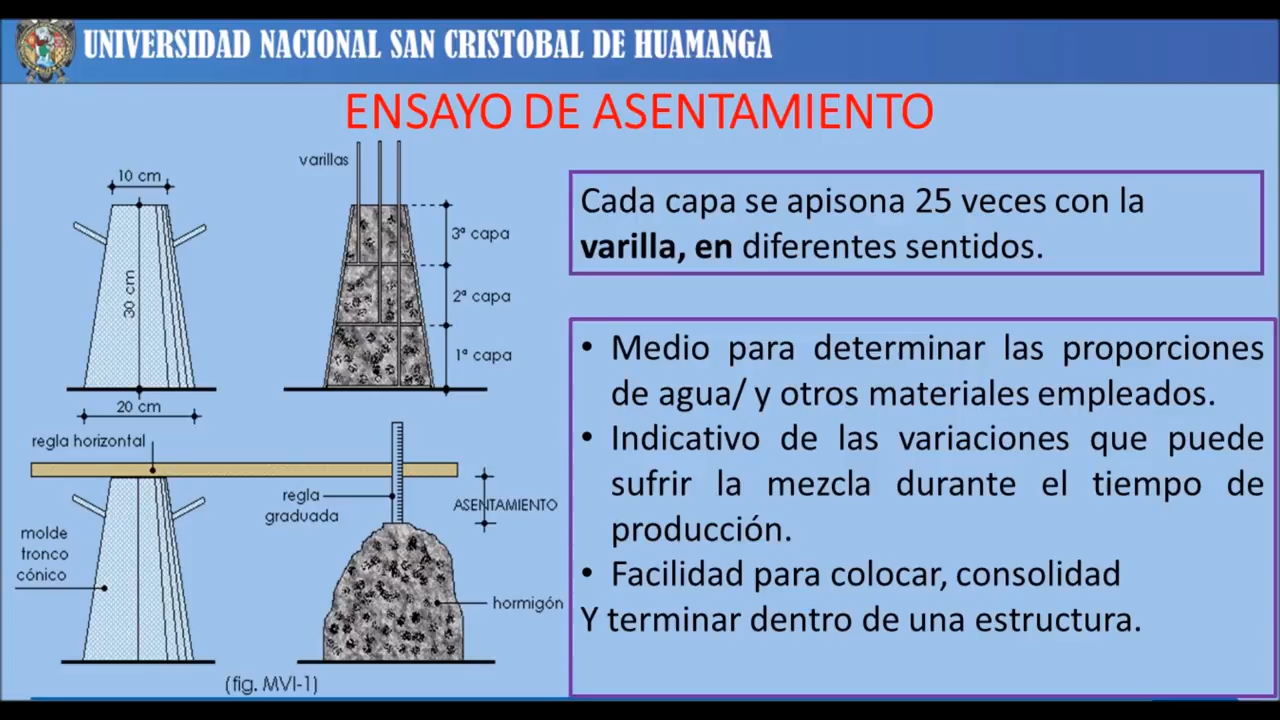 UNIVERSIDAD NACIONAL SAN CRISTOBAL DE HUAMANGA
ENSAYO DE ASENTAMIENTO
varillas
10 cm
30 cm
20 cm
3ª capa
2ª capa
1ª capa
regla horizontal
regla
graduada
ASENTAMIENTO
molde
tronco
cónico
hormigón
(fig. MVI-1)
Cada capa se apisona 25 veces con la
varilla, en diferentes sentidos.
• Medio para determinar las proporciones
de agua/ y otros materiales empleados.
• Indicativo de las variaciones que puede
sufrir la mezcla durante el tiempo de
producción.
• Facilidad para colocar, consolidad
Y terminar dentro de una estructura.